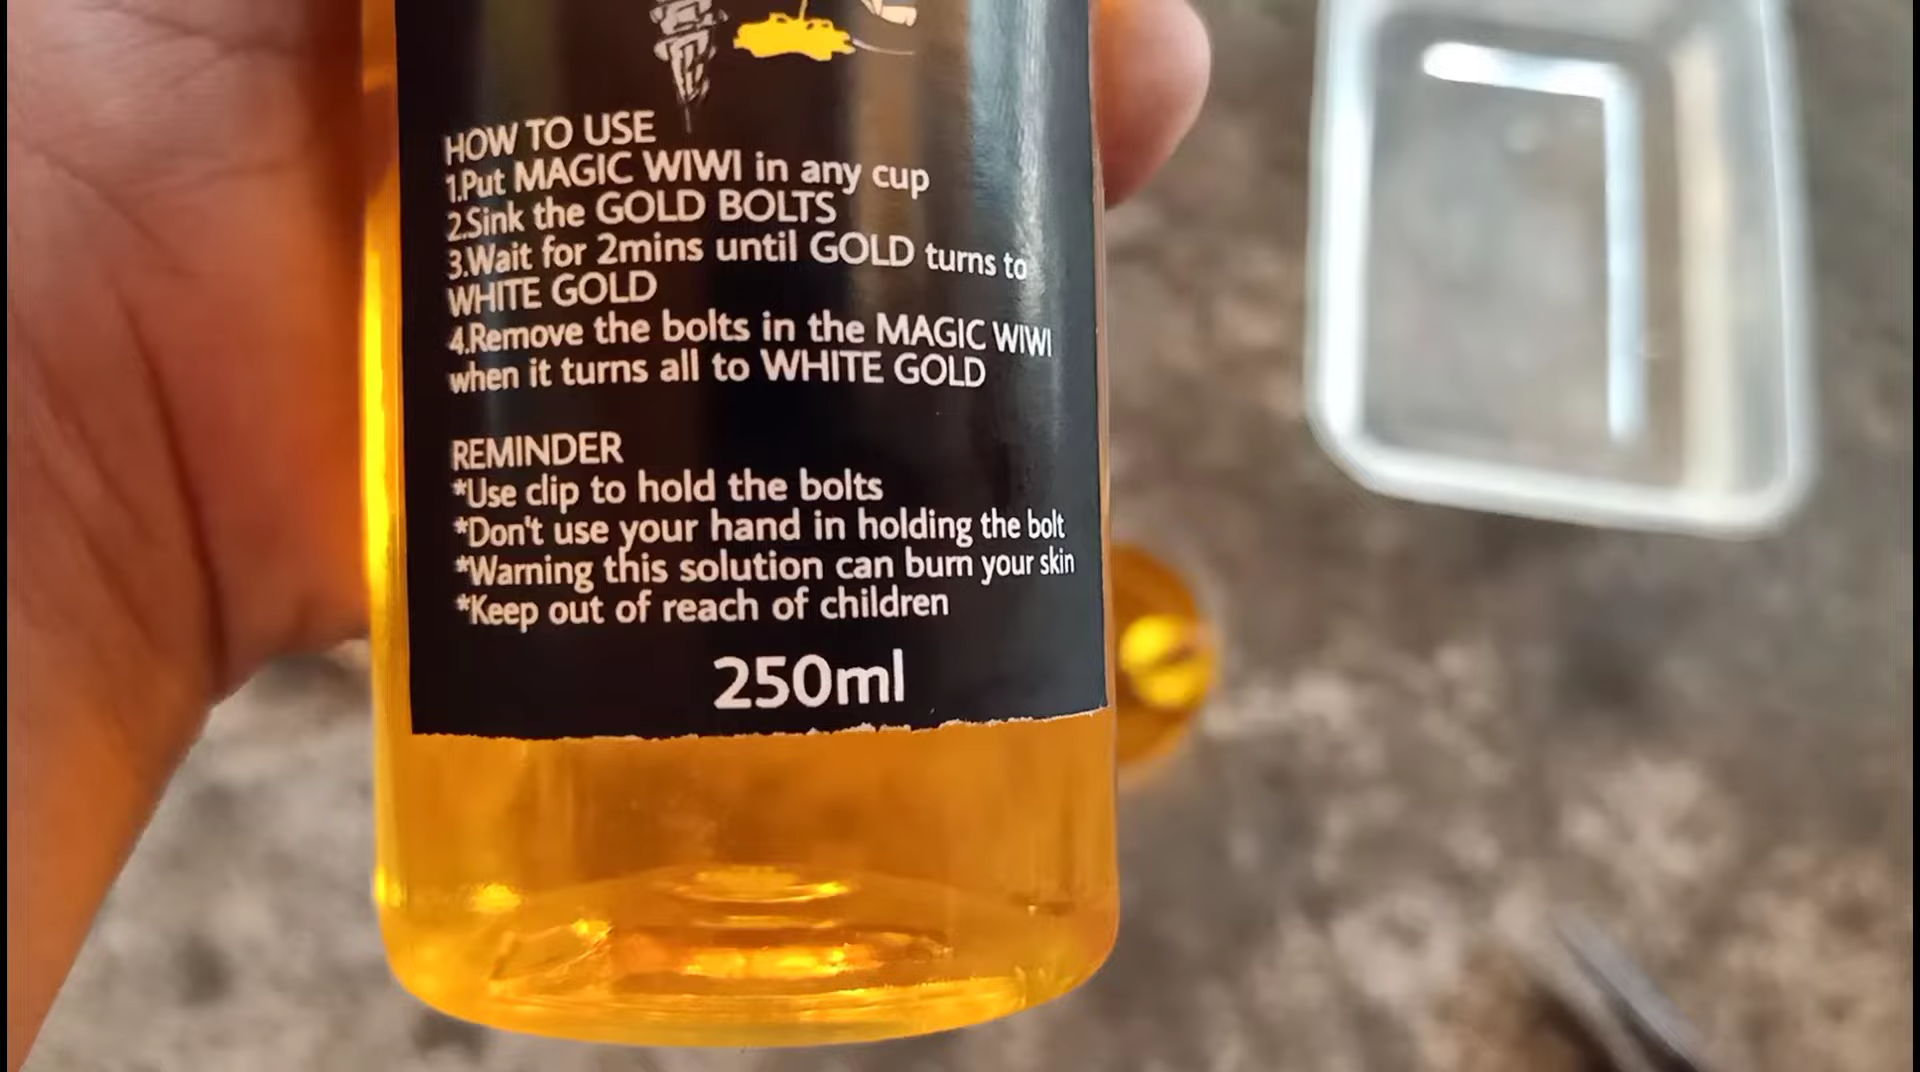 HOW TO USE
1.Put MAGIC WIWI in any cup
2.Sink the GOLD BOLTS
3.Wait for 2mins until GOLD turns to
WHITE GOLD
4.Remove the bolts in the MAGIC WIWI
when it turns all to WHITE GOLD
REMINDER
*Use clip to hold the bolts
*Don't use your hand in holding the bolt
*Warning this solution can burn your skin
*Keep out of reach of children
250ml